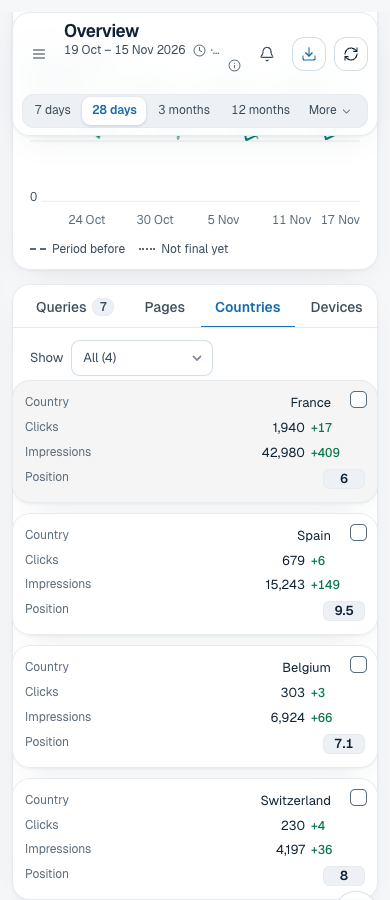 Overview
19 Oct – 15 Nov 2026 ·…
7 days 28 days 3 months 12 months More
0
24 Oct 30 Oct 5 Nov 11 Nov 17 Nov
Period before Not final yet
Queries 7 Pages Countries Devices
Show All (4)
Country France
Clicks 1,940 +17
Impressions 42,980 +409
Position 6
Country Spain
Clicks 679 +6
Impressions 15,243 +149
Position 9.5
Country Belgium
Clicks 303 +3
Impressions 6,924 +66
Position 7.1
Country Switzerland
Clicks 230 +4
Impressions 4,197 +36
Position 8